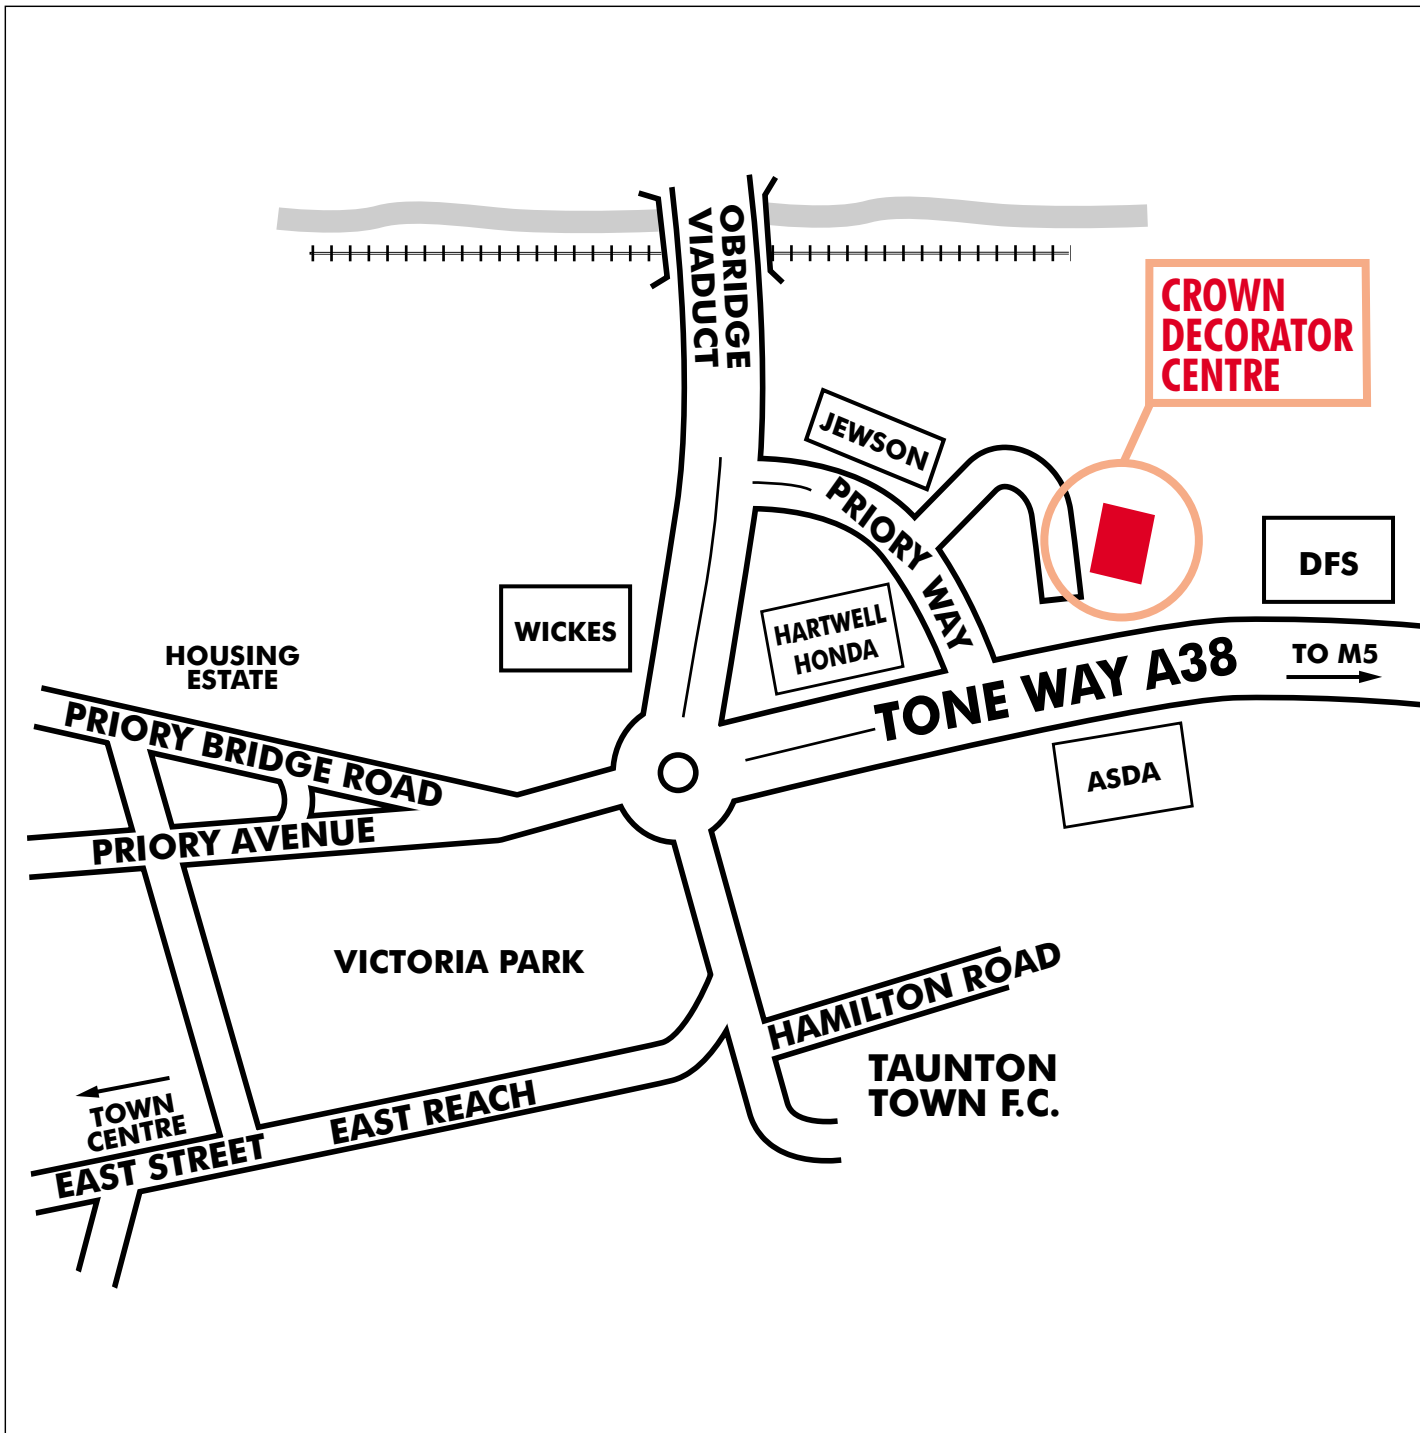 OBRIDGE
VIADUCT
CROWN
DECORATOR
CENTRE
JEWSON
PRIORY WAY
DFS
WICKES
HARTWELL
HONDA
HOUSING
ESTATE
TONE WAY A38
TO M5
PRIORY BRIDGE ROAD
ASDA
PRIORY AVENUE
VICTORIA PARK
HAMILTON ROAD
TAUNTON
TOWN F.C.
TOWN
CENTRE
EAST REACH
EAST STREET